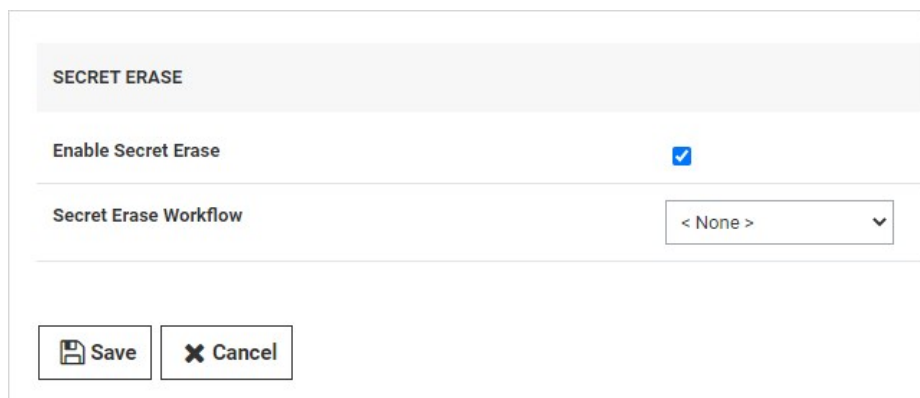 SECRET ERASE
Enable Secret Erase
Secret Erase Workflow
< None >
Save
Cancel